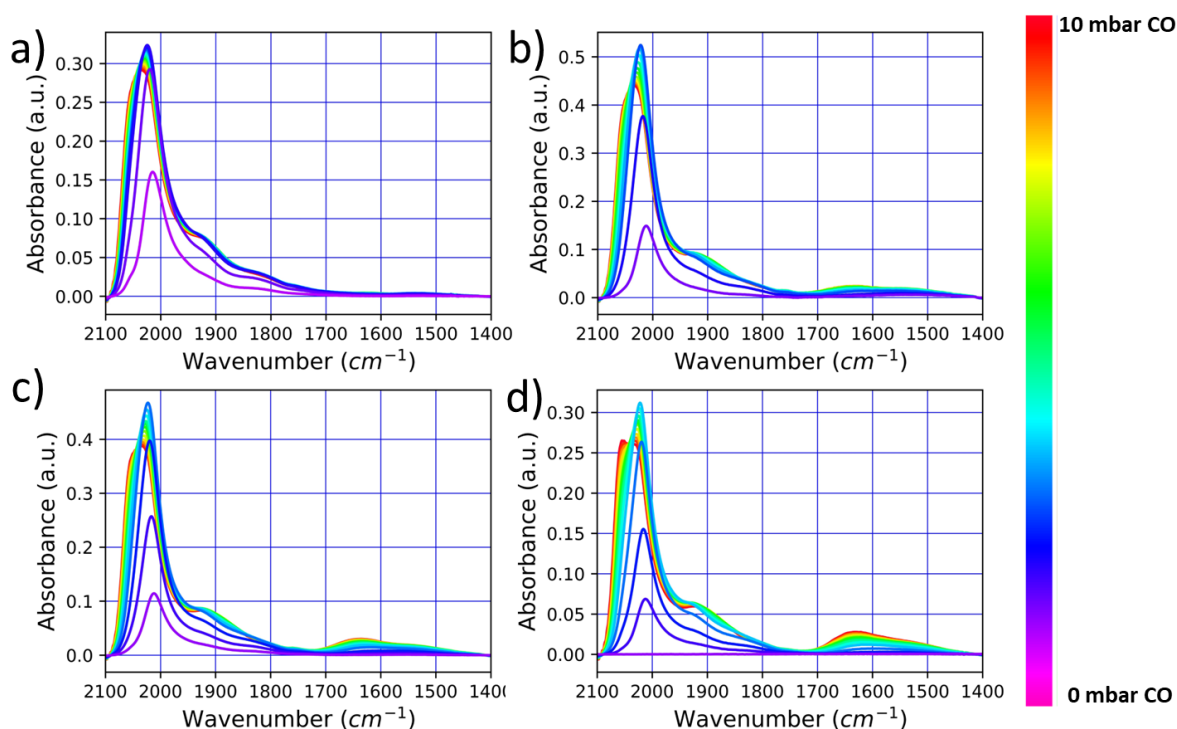 a)
0.30
0.25
0.20
0.15
0.10
0.05
0.00
Absorbance (a.u.)
2100 2000 1900 1800 1700 1600 1500 1400
Wavenumber (cm⁻¹)
b)
0.5
0.4
0.3
0.2
0.1
0.0
Absorbance (a.u.)
2100 2000 1900 1800 1700 1600 1500 1400
Wavenumber (cm⁻¹)
c)
0.4
0.3
0.2
0.1
0.0
Absorbance (a.u.)
2100 2000 1900 1800 1700 1600 1500 140
Wavenumber (cm⁻¹)
d)
0.30
0.25
0.20
0.15
0.10
0.05
0.00
Absorbance (a.u.)
2100 2000 1900 1800 1700 1600 1500 1400
Wavenumber (cm⁻¹)
10 mbar CO
0 mbar CO